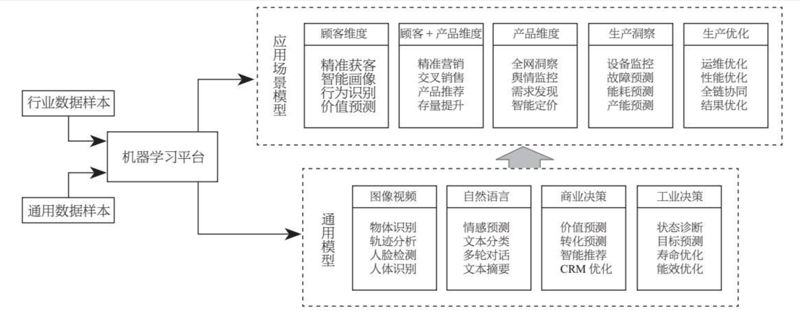 行业数据样本
通用数据样本
机器学习平台
应用场景模型
顾客维度
精准获客
智能画像
行为识别
价值预测
顾客 + 产品维度
精准营销
交叉销售
产品推荐
存量提升
产品维度
全网洞察
舆情监控
需求发现
智能定价
生产洞察
设备监控
故障预测
能耗预测
产能预测
生产优化
运维优化
性能优化
全链协同
结果优化
通用模型
图像视频
物体识别
轨迹分析
人脸检测
人体识别
自然语言
情感预测
文本分类
多轮对话
文本摘要
商业决策
价值预测
转化预测
智能推荐
CRM 优化
工业决策
状态诊断
目标预测
寿命优化
能效优化